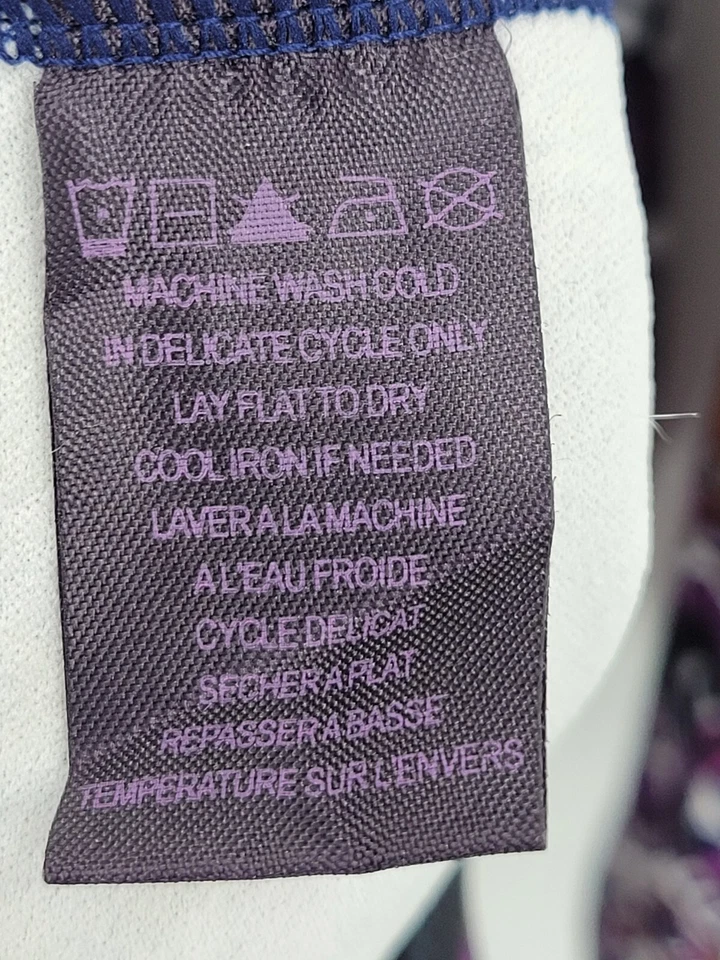 MACHINE WASH COLD
IN DELICATE CYCLE ONLY
LAY FLAT TO DRY
COOL IRON IF NEEDED
LAVER A LA MACHINE
A L'EAU FROIDE
CYCLE DELICAT
SECHER A PLAT
REPASSER A BASSE
TEMPERATURE SUR L'ENVERS